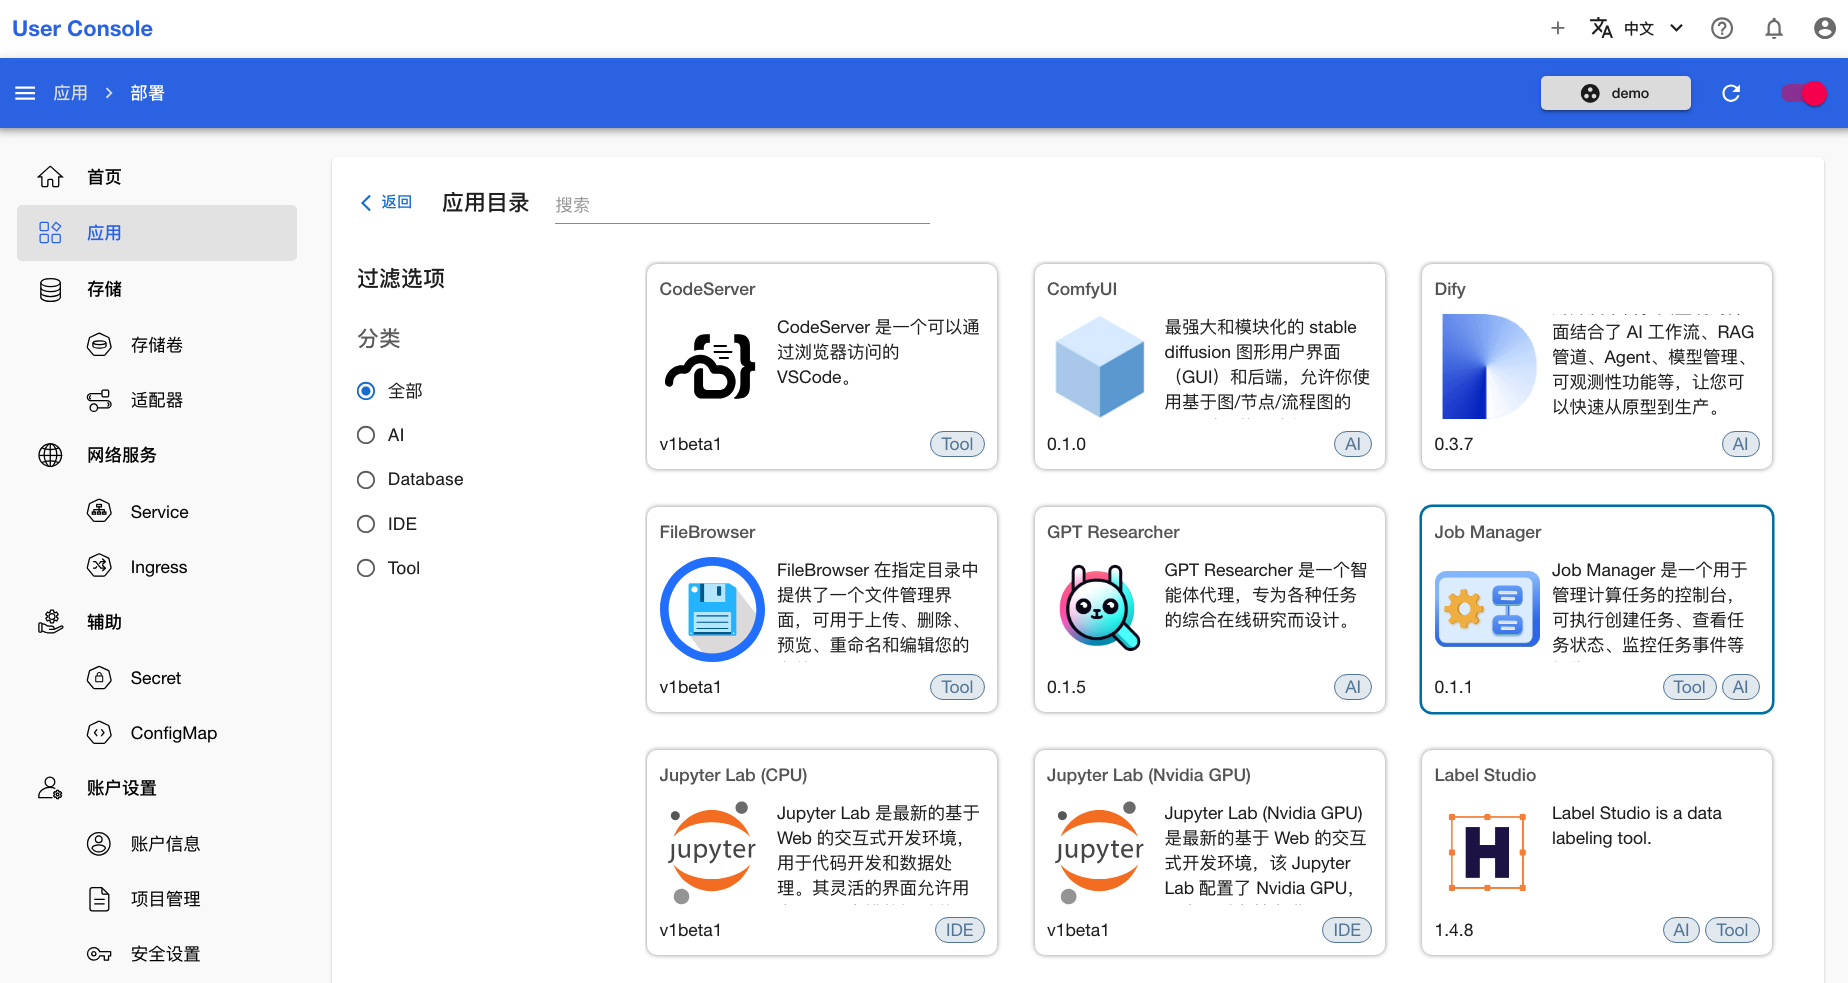 User Console
中文
应用
部署
demo
首页
应用
存储
存储卷
适配器
网络服务
Service
Ingress
辅助
Secret
ConfigMap
账户设置
账户信息
项目管理
安全设置
返回
应用目录
搜索
过滤选项
分类
全部
AI
Database
IDE
Tool
CodeServer
CodeServer 是一个可以通
过浏览器访问的
VSCode。
v1beta1
Tool
ComfyUI
最强大和模块化的 stable
diffusion 图形用户界面
（GUI）和后端，允许你使
用基于图/节点/流程图的
0.1.0
AI
Dify
面结合了 AI 工作流、RAG
管道、Agent、模型管理、
可观测性功能等，让您可
以快速从原型到生产。
0.3.7
AI
FileBrowser
FileBrowser 在指定目录中
提供了一个文件管理界
面，可用于上传、删除、
预览、重命名和编辑您的
v1beta1
Tool
GPT Researcher
GPT Researcher 是一个智
能体代理，专为各种任务
的综合在线研究而设计。
0.1.5
AI
Job Manager
Job Manager 是一个用于
管理计算任务的控制台，
可执行创建任务、查看任
务状态、监控任务事件等
0.1.1
Tool
AI
Jupyter Lab (CPU)
jupyter
Jupyter Lab 是最新的基于
Web 的交互式开发环境，
用于代码开发和数据处
理。其灵活的界面允许用
v1beta1
IDE
Jupyter Lab (Nvidia GPU)
jupyter
Jupyter Lab (Nvidia GPU)
是最新的基于 Web 的交互
式开发环境，该 Jupyter
Lab 配置了 Nvidia GPU，
v1beta1
IDE
Label Studio
Label Studio is a data
labeling tool.
1.4.8
AI
Tool